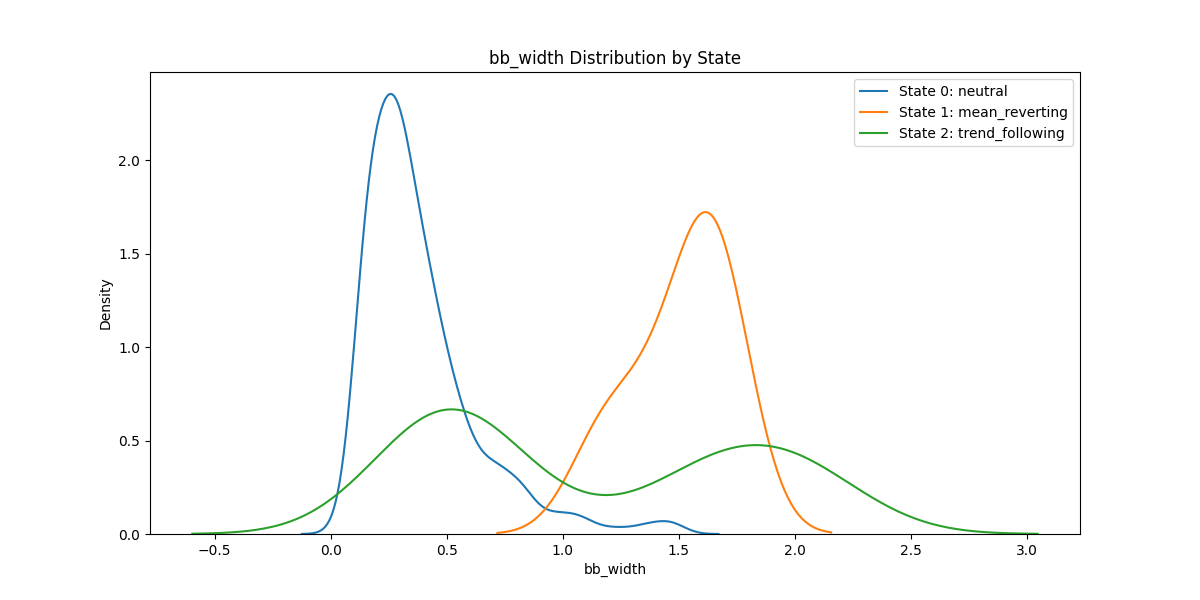 bb_width Distribution by State
State 0: neutral
State 1: mean_reverting
State 2: trend_following
Density
2.0
1.5
1.0
0.5
0.0
−0.5
0.0
0.5
1.0
1.5
2.0
2.5
3.0
bb_width